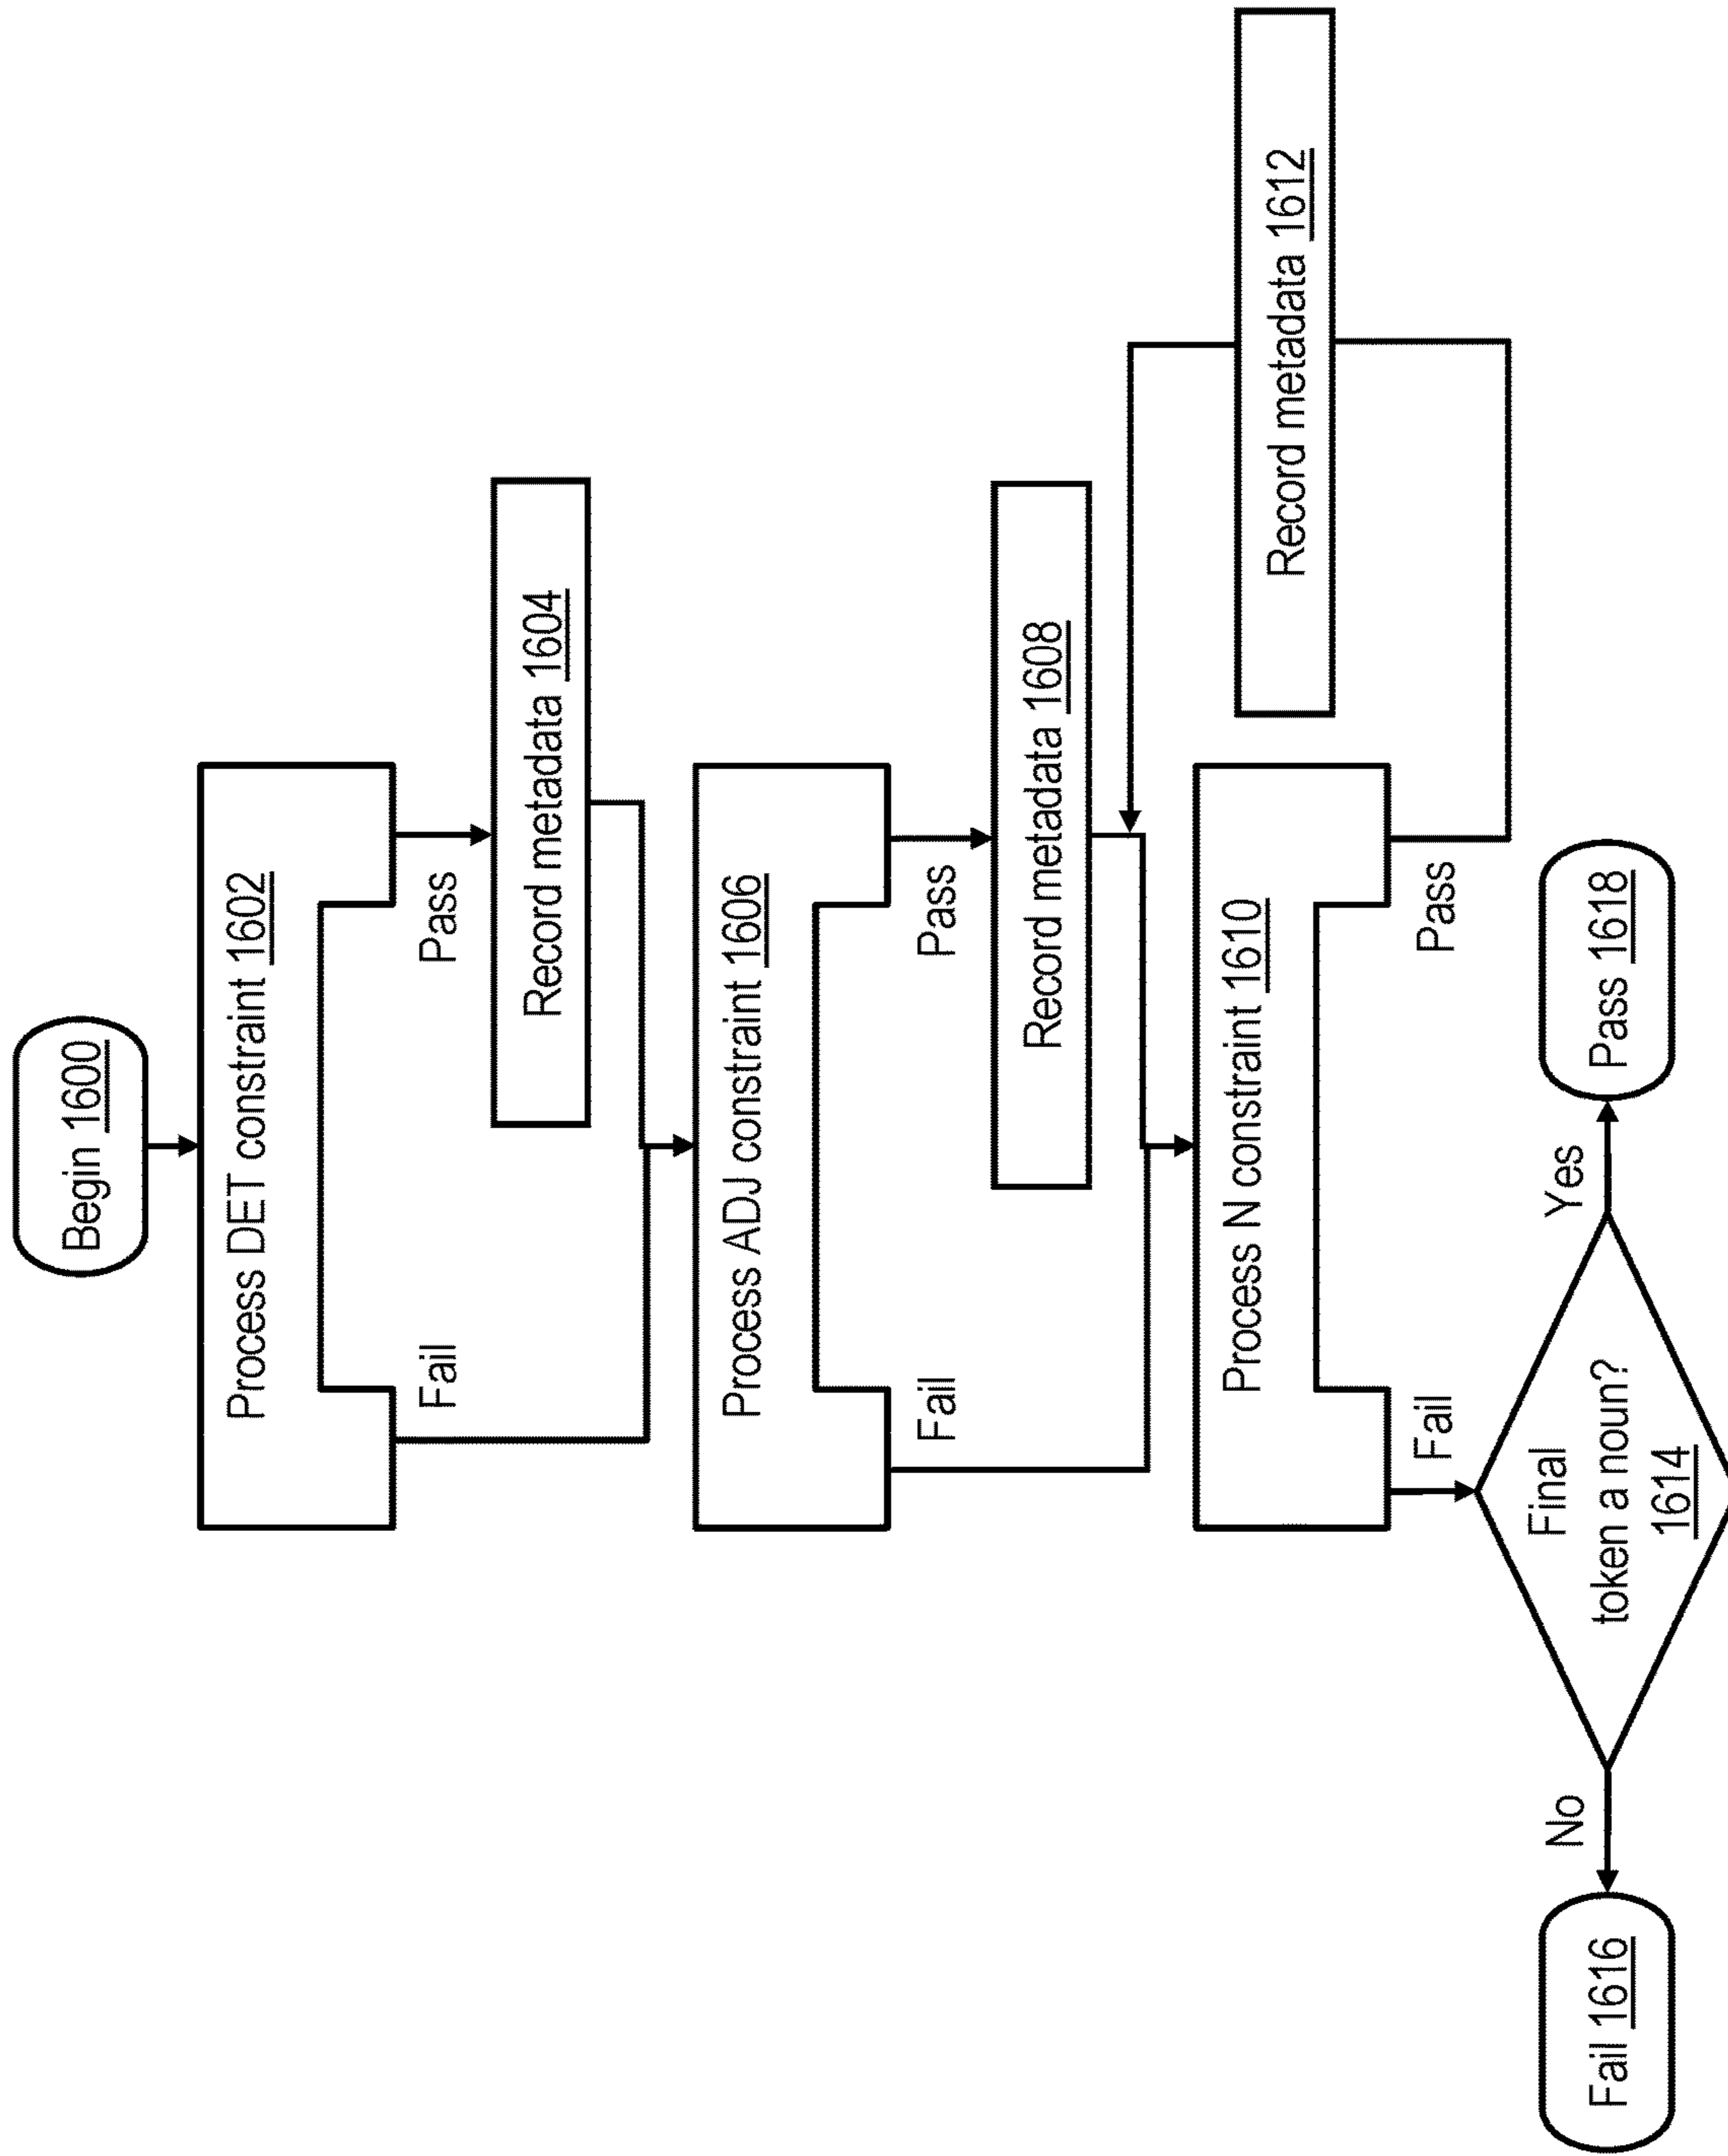 Begin 1600
Process DET constraint 1602
Fail
Pass
Record metadata 1604
Process ADJ constraint 1606
Fail
Pass
Record metadata 1608
Process N constraint 1610
Record metadata 1612
Fail
Pass
Final
token a noun?
1614
No
Yes
Fail 1616
Pass 1618